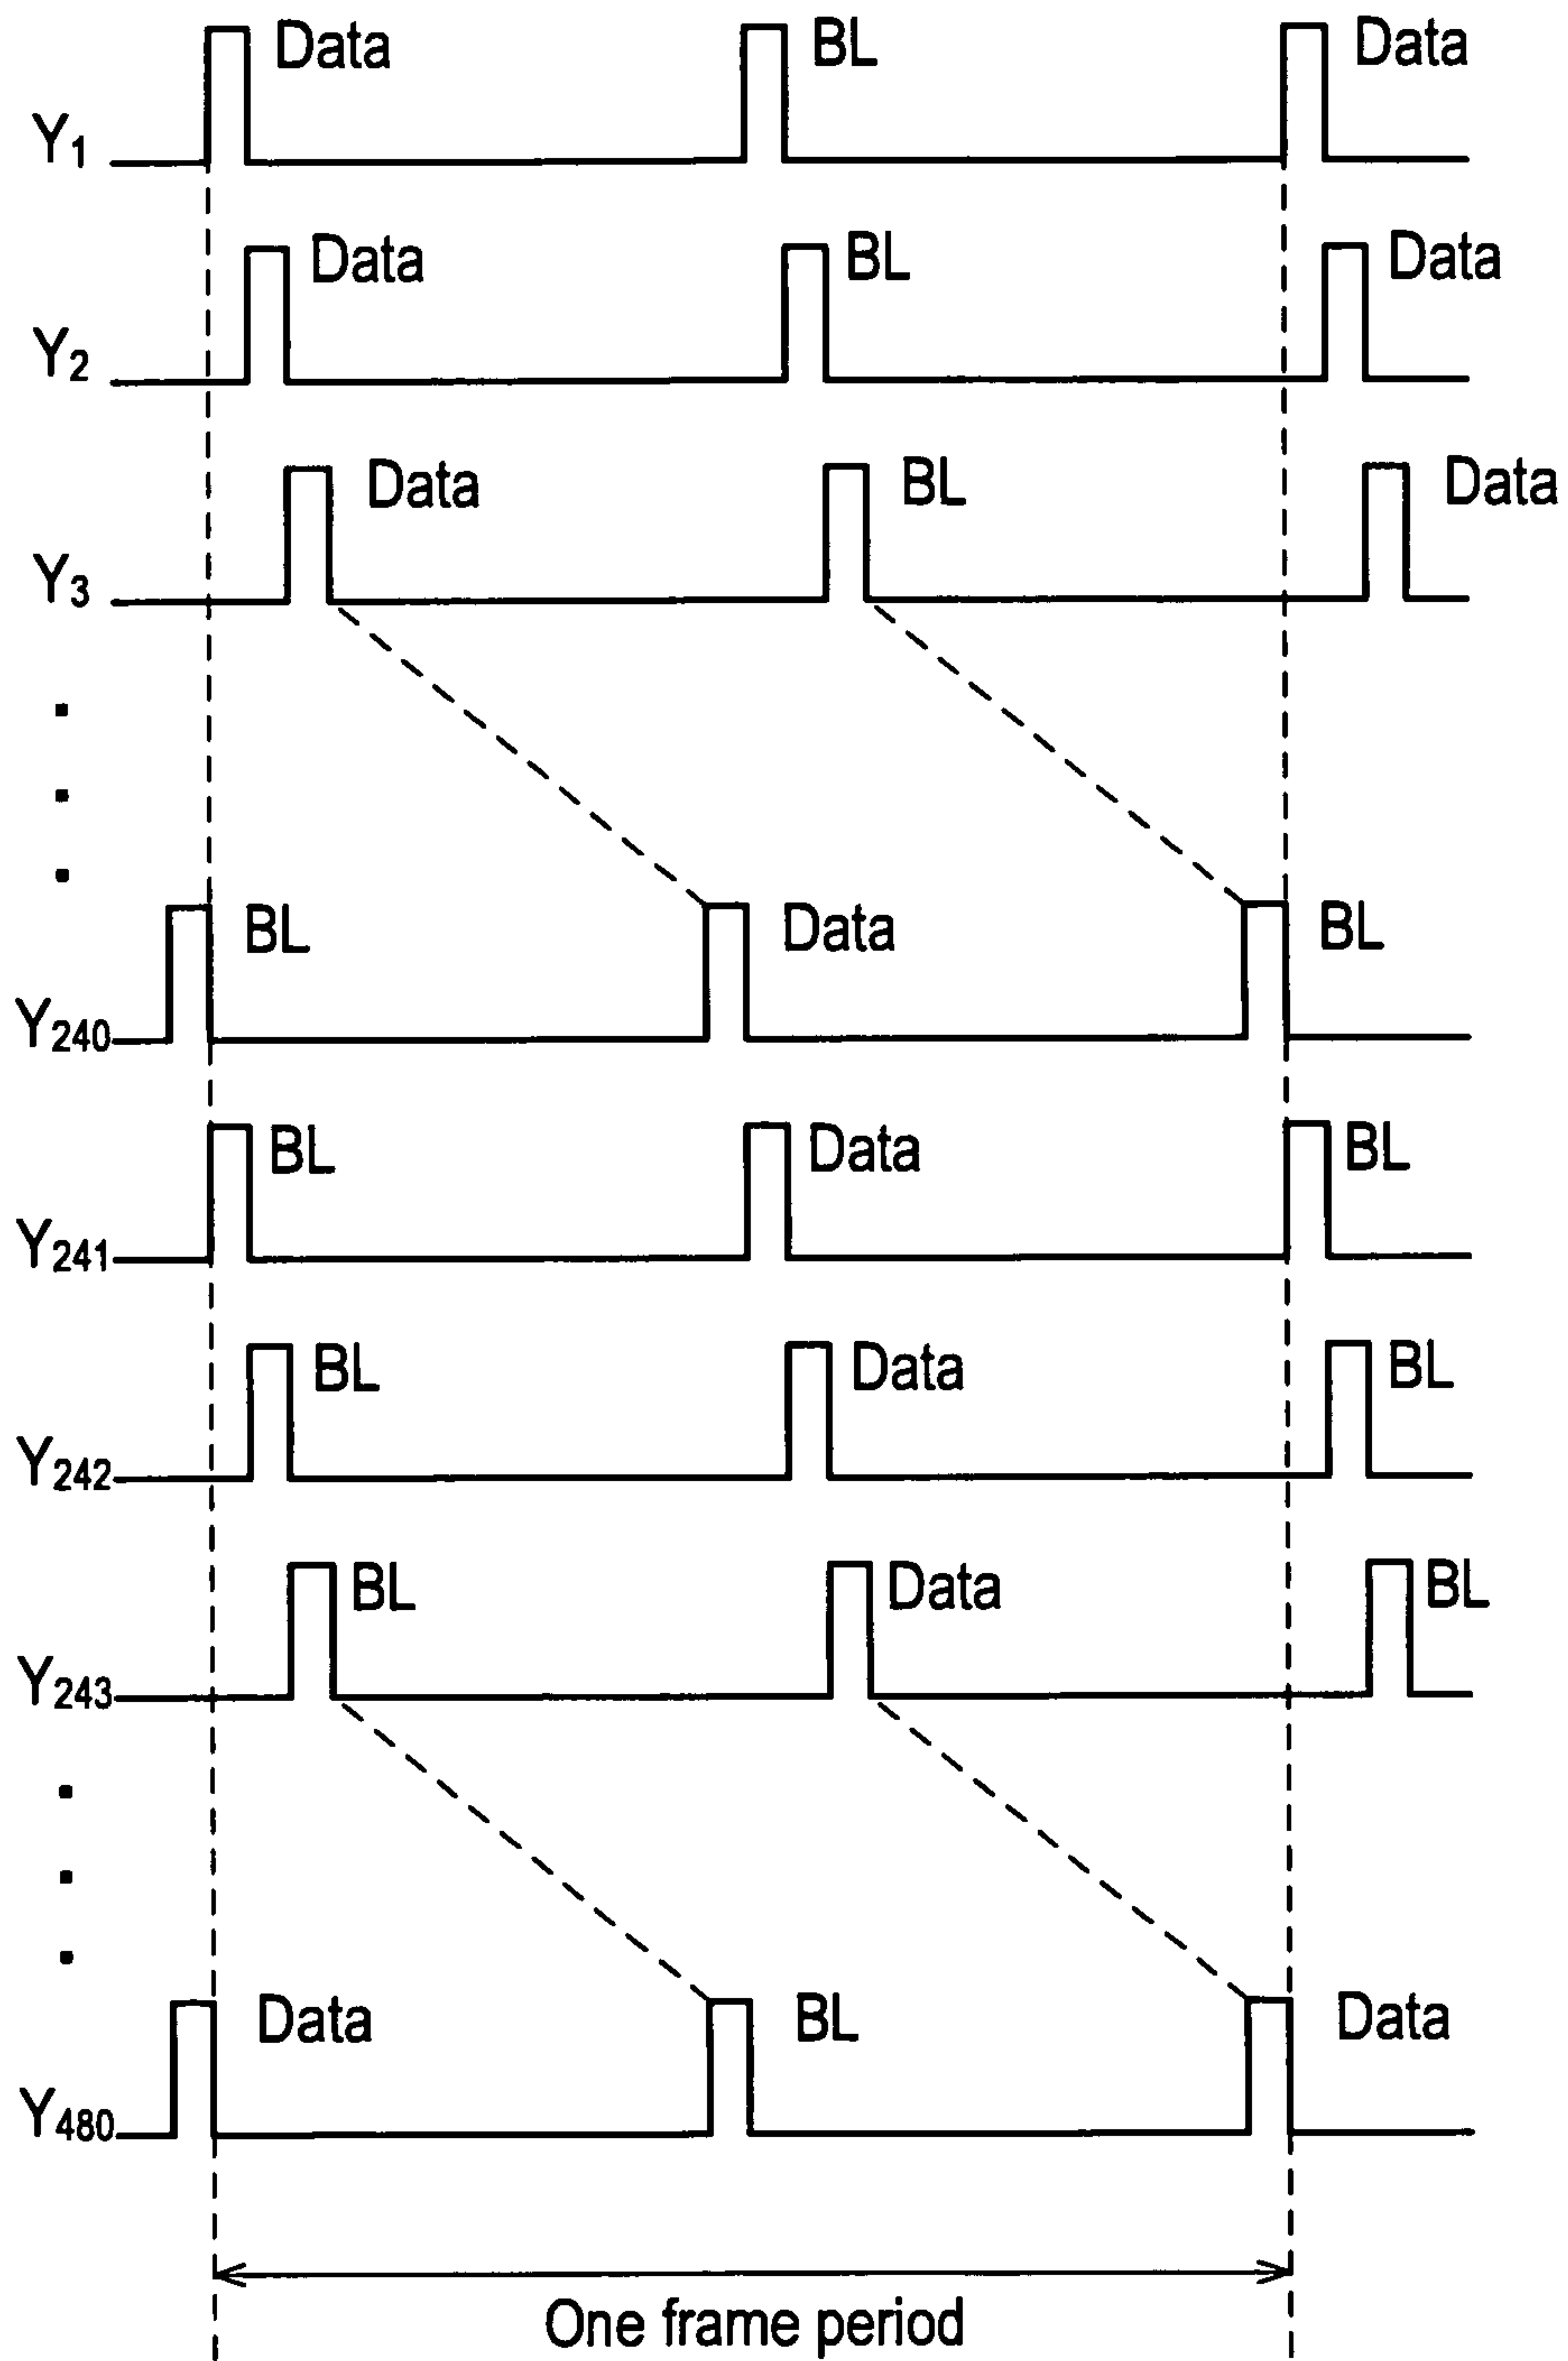 Data BL Data
Y1
Data BL Data
Y2
Data BL Data
Y3
BL Data BL
Y240
BL Data BL
Y241
BL Data BL
Y242
BL Data BL
Y243
Data BL Data
Y480
One frame period